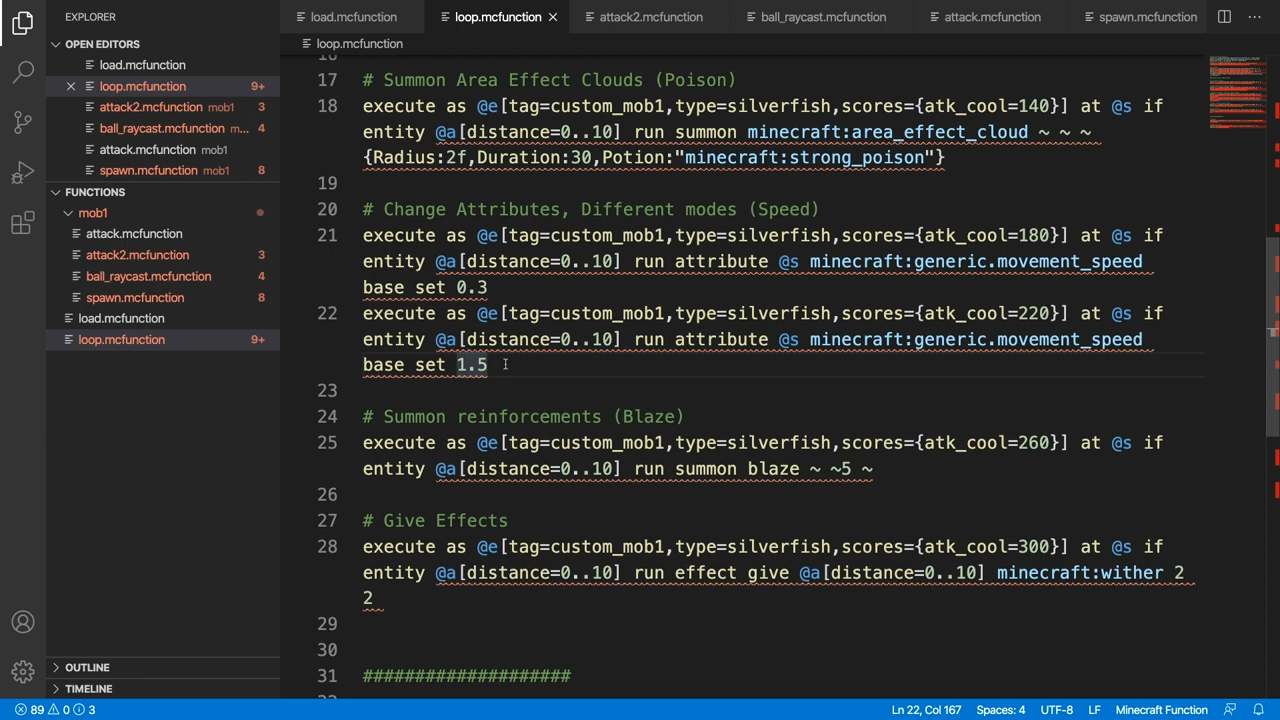 EXPLORER
OPEN EDITORS
load.mcfunction
loop.mcfunction 9+
attack2.mcfunction mob1 3
ball_raycast.mcfunction m... 4
attack.mcfunction mob1
spawn.mcfunction mob1 8
FUNCTIONS
mob1
attack.mcfunction
attack2.mcfunction 3
ball_raycast.mcfunction 4
spawn.mcfunction 8
load.mcfunction
loop.mcfunction 9+
OUTLINE
TIMELINE
load.mcfunction loop.mcfunction attack2.mcfunction ball_raycast.mcfunction attack.mcfunction spawn.mcfunction
loop.mcfunction
17 # Summon Area Effect Clouds (Poison)
18 execute as @e[tag=custom_mob1,type=silverfish,scores={atk_cool=140}] at @s if
entity @a[distance=0..10] run summon minecraft:area_effect_cloud ~ ~ ~
{Radius:2f,Duration:30,Potion:"minecraft:strong_poison"}
19
20 # Change Attributes, Different modes (Speed)
21 execute as @e[tag=custom_mob1,type=silverfish,scores={atk_cool=180}] at @s if
entity @a[distance=0..10] run attribute @s minecraft:generic.movement_speed
base set 0.3
22 execute as @e[tag=custom_mob1,type=silverfish,scores={atk_cool=220}] at @s if
entity @a[distance=0..10] run attribute @s minecraft:generic.movement_speed
base set 1.5
23
24 # Summon reinforcements (Blaze)
25 execute as @e[tag=custom_mob1,type=silverfish,scores={atk_cool=260}] at @s if
entity @a[distance=0..10] run summon blaze ~ ~5 ~
26
27 # Give Effects
28 execute as @e[tag=custom_mob1,type=silverfish,scores={atk_cool=300}] at @s if
entity @a[distance=0..10] run effect give @a[distance=0..10] minecraft:wither 2
2
29
30
31 ####################
89 0 3 Ln 22, Col 167 Spaces: 4 UTF-8 LF Minecraft Function